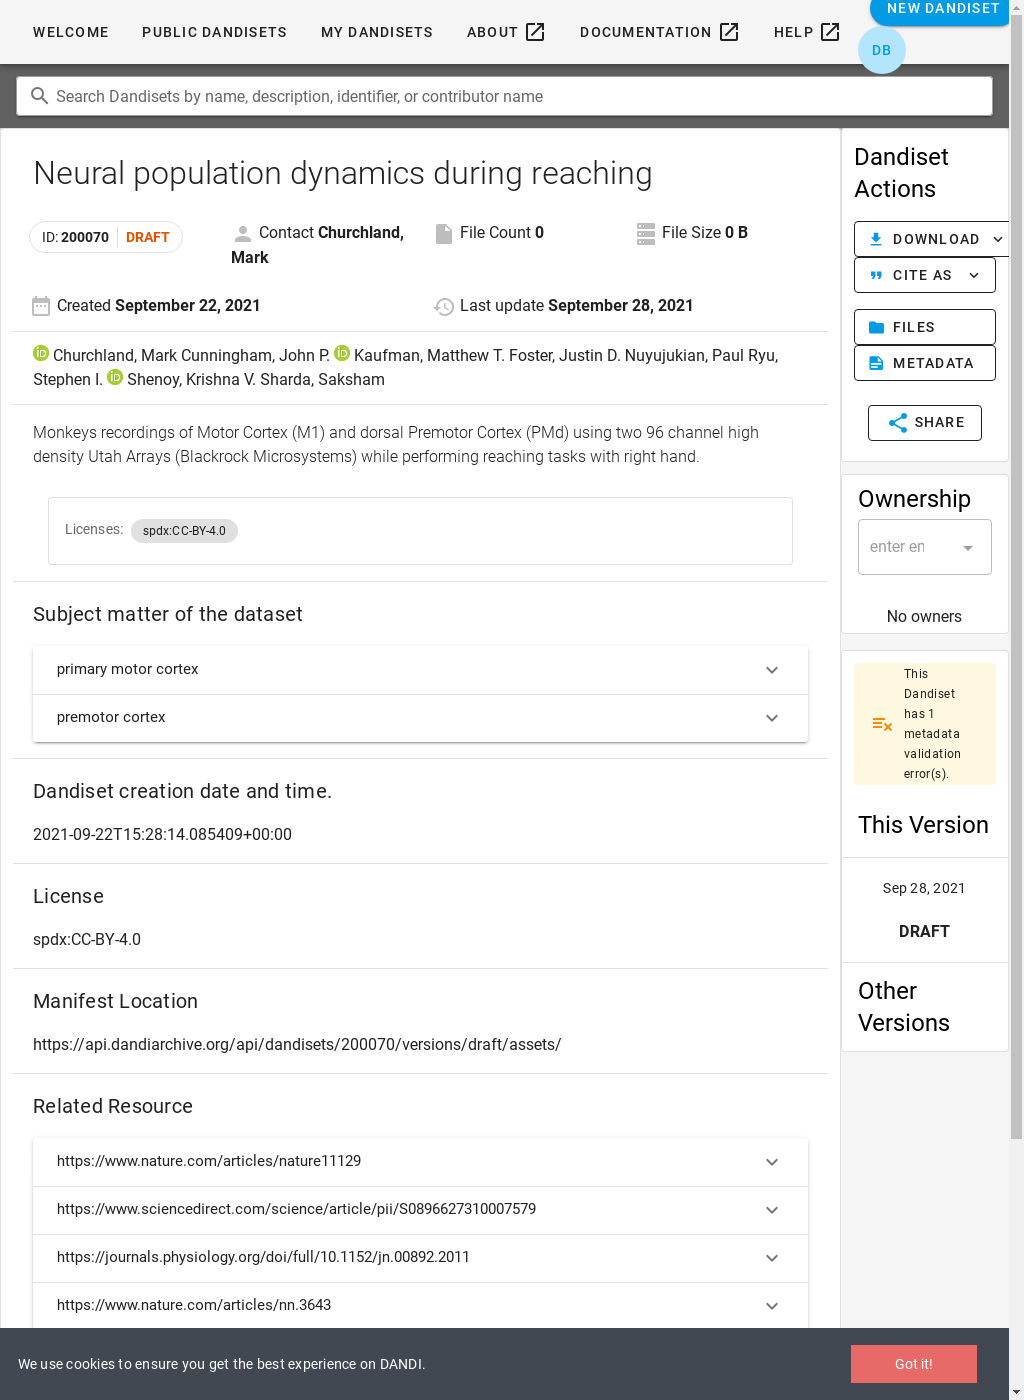 WELCOME PUBLIC DANDISETS MY DANDISETS ABOUT DOCUMENTATION HELP NEW DANDISET
DB
Search Dandisets by name, description, identifier, or contributor name
Neural population dynamics during reaching
ID: 200070 DRAFT
Contact Churchland, Mark
File Count 0
File Size 0 B
Created September 22, 2021
Last update September 28, 2021
Churchland, Mark Cunningham, John P. Kaufman, Matthew T. Foster, Justin D. Nuyujukian, Paul Ryu,
Stephen I. Shenoy, Krishna V. Sharda, Saksham
Monkeys recordings of Motor Cortex (M1) and dorsal Premotor Cortex (PMd) using two 96 channel high
density Utah Arrays (Blackrock Microsystems) while performing reaching tasks with right hand.
Licenses: spdx:CC-BY-4.0
Subject matter of the dataset
primary motor cortex
premotor cortex
Dandiset creation date and time.
2021-09-22T15:28:14.085409+00:00
License
spdx:CC-BY-4.0
Manifest Location
https://api.dandiarchive.org/api/dandisets/200070/versions/draft/assets/
Related Resource
https://www.nature.com/articles/nature11129
https://www.sciencedirect.com/science/article/pii/S0896627310007579
https://journals.physiology.org/doi/full/10.1152/jn.00892.2011
https://www.nature.com/articles/nn.3643
Dandiset
Actions
DOWNLOAD
CITE AS
FILES
METADATA
SHARE
Ownership
enter en
No owners
This
Dandiset
has 1
metadata
validation
error(s).
This Version
Sep 28, 2021
DRAFT
Other
Versions
We use cookies to ensure you get the best experience on DANDI.
Got it!